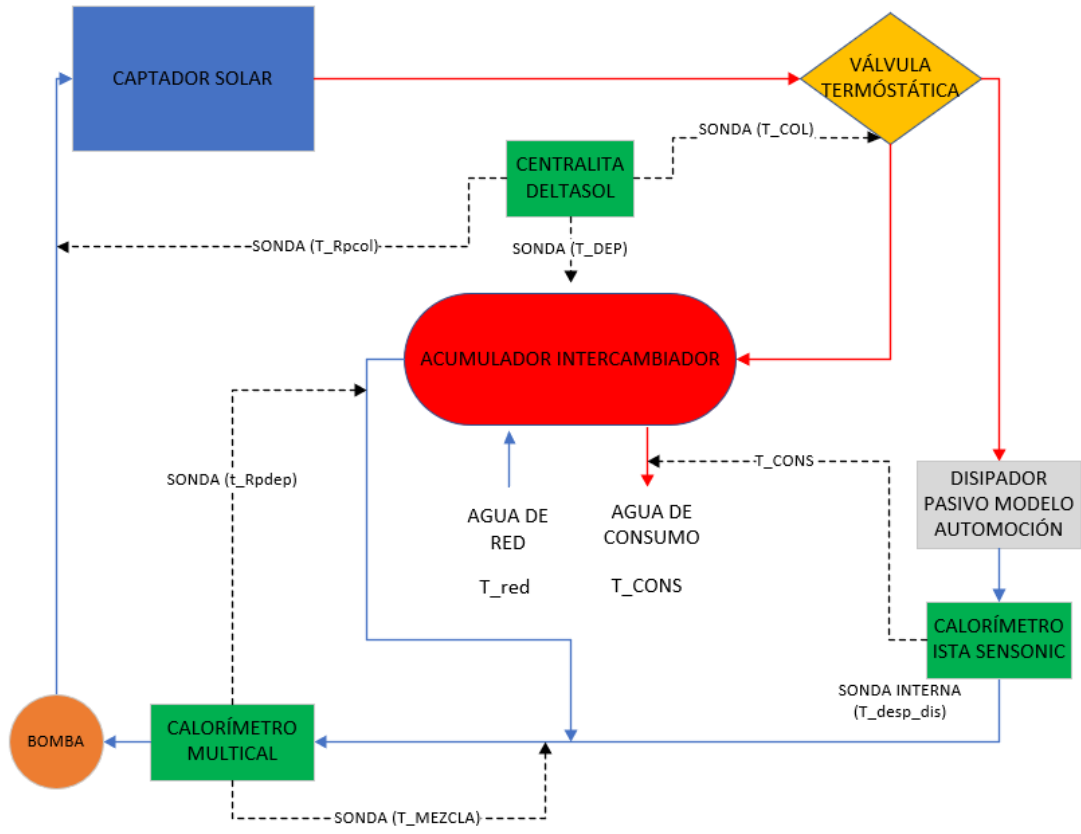 CAPTADOR SOLAR
VÁLVULA
TERMÓSTÁTICA
SONDA (T_COL)
CENTRALITA
DELTASOL
SONDA (T_Rpcol)
SONDA (T_DEP)
ACUMULADOR INTERCAMBIADOR
SONDA (t_Rpdep)
T_CONS
DISIPADOR
PASIVO MODELO
AUTOMOCIÓN
AGUA DE
RED
T_red
AGUA DE
CONSUMO
T_CONS
CALORÍMETRO
ISTA SENSONIC
SONDA INTERNA
(T_desp_dis)
BOMBA
CALORÍMETRO
MULTICAL
SONDA (T_MEZCLA)